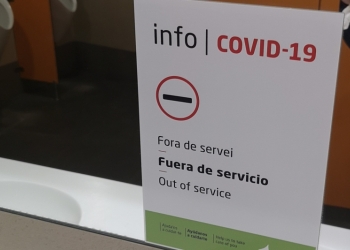 info | COVID-19
Fora de servei
Fuera de servicio
Out of service